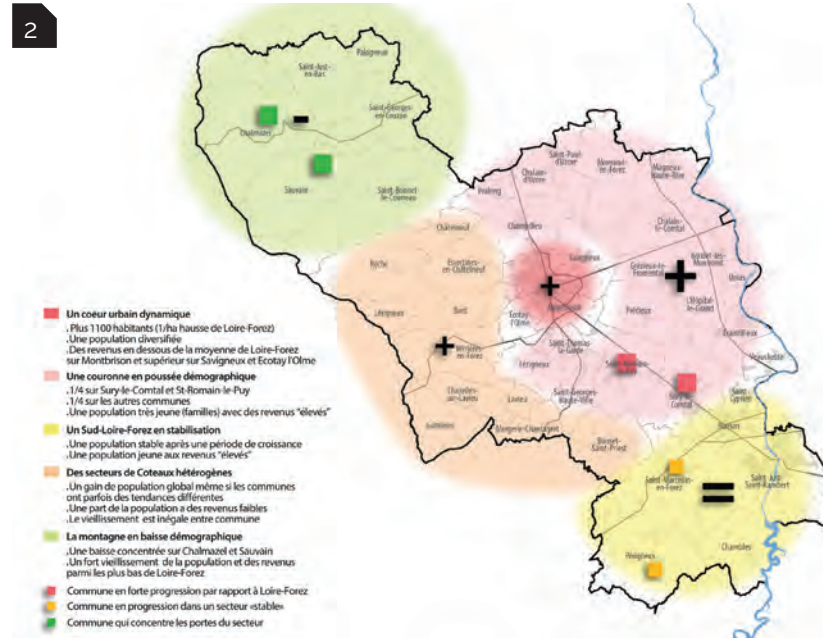 2
Palogneux
Saint-Just-
en-Bas
Saint-Georges-
en-Couzan
Chalmazel
Sauvain
Saint-Bonnet
le-Courreau
Saint-Paul
d'Uzore
Chalain-
d'Uzore
Mornand-en-
Forez
Magneux-
Haute-Rive
Pralong
Chalain-
le-Comtal
Champdieu
Châtelneuf
Savigneux
Grézieux-le-
Fromental
Boisset-lès-
Montrond
Roche
Essertines-
en-Châtelneuf
Unias
L'Hôpital-
le-Grand
Lérigneux
Bard
Ecotay
l'Olme
Précieux
Verrières-
en-Forez
Saint-Thomas-
la-Garde
Veauchette
Lézigneux
Chazelles-
sur-Lavieu
Lavieu
Saint-Georges-
Haute-Ville
Sury-le-
Comtal
Saint-
Cyprien
Gumières
Margerie-Chantagret
Boisset-
Saint-Priest
Bonson
Saint-Marcellin-
en-Forez
Saint-Just-
Saint-Rambert
Périgneux
Chambles
Un coeur urbain dynamique
.Plus 1100 habitants (1/ha hausse de Loire-Forez)
.Une population diversifiée
.Des revenus en dessous de la moyenne de Loire-Forez
sur Montbrison et supérieur sur Savigneux et Ecotay l'Olme
Une couronne en poussée démographique
.1/4 sur Sury-le-Comtal et St-Romain-le-Puy
.1/4 sur les autres communes
.Une population très jeune (familles) avec des revenus "élevés"
Un Sud-Loire-Forez en stabilisation
.Une population stable après une période de croissance
.Une population jeune aux revenus "élevés"
Des secteurs de Coteaux hétérogènes
.Un gain de population global même si les communes
ont parfois des tendances différentes
.Une part de la population a des revenus faibles
.Le vieillissement est inégale entre commune
La montagne en baisse démographique
.Une baisse concentrée sur Chalmazel et Sauvain
.Un fort vieillissement de la population et des revenus
parmi les plus bas de Loire-Forez
Commune en forte progression par rapport à Loire-Forez
Commune en progression dans un secteur «stable»
Commune qui concentre les portes du secteur